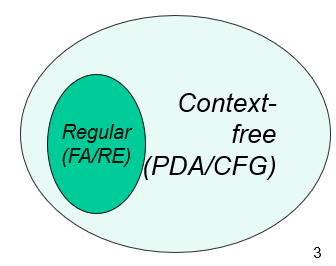 Regular
(FA/RE)
Context-
free
(PDA/CFG)
3